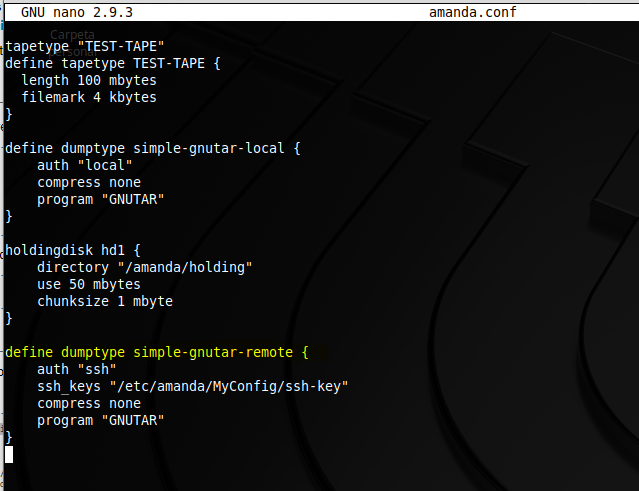 GNU nano 2.9.3 amanda.conf
Carpeta
personal
tapetype "TEST-TAPE"
define tapetype TEST-TAPE {
  length 100 mbytes
  filemark 4 kbytes
}
define dumptype simple-gnutar-local {
    auth "local"
    compress none
    program "GNUTAR"
}
holdingdisk hd1 {
    directory "/amanda/holding"
    use 50 mbytes
    chunksize 1 mbyte
}
define dumptype simple-gnutar-remote {
    auth "ssh"
    ssh_keys "/etc/amanda/MyConfig/ssh-key"
    compress none
    program "GNUTAR"
}